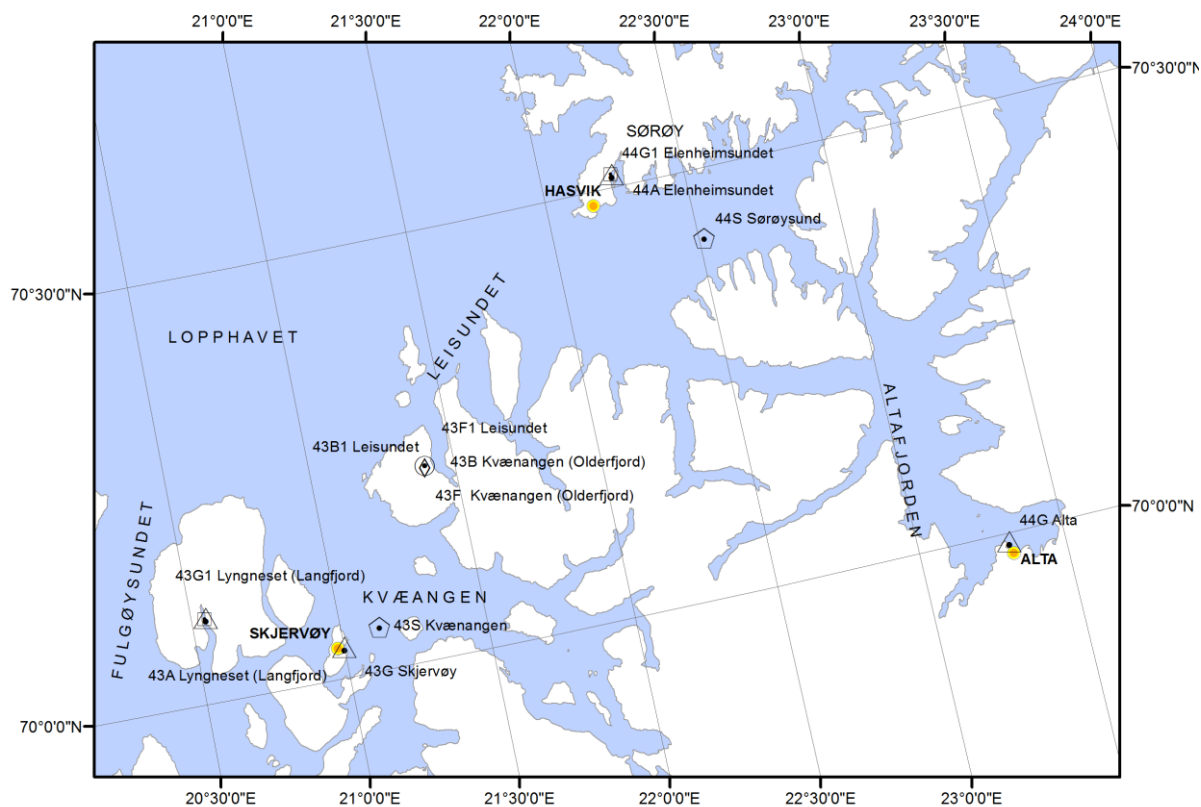 21°0'0"E 21°30'0"E 22°0'0"E 22°30'0"E 23°0'0"E 23°30'0"E 24°0'0"E
70°30'0"N
SØRØY
44G1 Elenheimsundet
HASVIK
44A Elenheimsundet
44S Sørøysund
70°30'0"N
LOPPHAVET
LEISUNDET
ALTAFJORDEN
43F1 Leisundet
43B1 Leisundet
43B Kvænangen (Olderfjord)
43F Kvænangen (Olderfjord)
70°0'0"N
44G Alta
ALTA
FULGØYSUNDET
43G1 Lyngneset (Langfjord)
KVÆANGEN
43S Kvænangen
SKJERVØY
43A Lyngneset (Langfjord)
43G Skjervøy
70°0'0"N
20°30'0"E 21°0'0"E 21°30'0"E 22°0'0"E 22°30'0"E 23°0'0"E